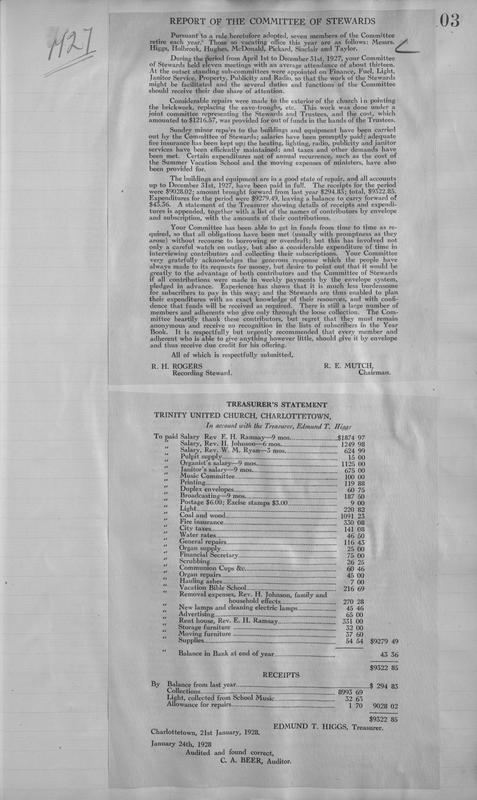 03
1927
REPORT OF THE COMMITTEE OF STEWARDS
Pursuant to a rule heretofore adopted, seven members of the Committee
retire each year. Those so vacating office this year are as follows: Messrs.
Higgs, Holbrook, Hughes, McDonald, Pickard, Sinclair and Taylor.
During the period from April 1st to December 31st, 1927, your Committee
of Stewards held eleven meetings with an average attendance of about thirteen.
At the outset standing sub-committees were appointed on Finance, Fuel, Light,
Janitor Service, Property, Publicity and Radio, so that the work of the Stewards
might be facilitated and the several duties and functions of the Committee
should receive their due share of attention.
Considerable repairs were made to the exterior of the church in pointing
the brickwork, replacing the eave-troughs, etc. This work was done under a
joint committee representing the Stewards and Trustees, and the cost, which
amounted to $1216.57, was provided for out of funds in the hands of the Trustees.
Sundry minor repairs to the buildings and equipment have been carried
out by the Committee of Stewards; salaries have been promptly paid; adequate
fire insurance has been kept up; the heating, lighting, radio, publicity and janitor
services have been efficiently maintained; and taxes and other demands have
been met. Certain expenditures not of annual recurrence, such as the cost of
the Summer Vacation School and the moving expenses of ministers, have also
been provided for.
The buildings and equipment are in a good state of repair, and all accounts
up to December 31st, 1927, have been paid in full. The receipts for the period
were $9028.02; amount brought forward from last year $294.83; total, $9322.85.
Expenditures for the period were $9279.49, leaving a balance to carry forward of
$43.36. A statement of the Treasurer showing details of receipts and expendi-
tures is appended, together with a list of the names of contributors by envelope
and subscription, with the amounts of their contributions.
Your Committee has been able to get in funds from time to time as re-
quired, so that all obligations have been met (usually with promptness as they
arose) without recourse to borrowing or overdraft; but this has involved not
only a careful watch on outlay, but also a considerable expenditure of time in
interviewing contributors and collecting their subscriptions. Your Committee
very gratefully acknowledges the generous response which the people have
always made to its requests for money, but desire to point out that it would be
greatly to the advantage of both contributors and the Committee of Stewards
if all contributions were made in weekly payments by the envelope system,
pledged in advance. Experience has shown that it is much less burdensome
for subscribers to pay in this way; and the Stewards are thus enabled to plan
their expenditures with an exact knowledge of their resources, and with confi-
dence that funds will be received as required. There is still a large number of
members and adherents who give only through the loose collection. The Com-
mittee heartily thank these contributors, but regret that they must remain
anonymous and receive no recognition in the lists of subscribers in the Year
Book. It is respectfully but urgently recommended that every member and
adherent who is able to give anything however little, should give it by envelope
and thus receive due credit for his offering.
All of which is respectfully submitted,
R. H. ROGERS R. E. MUTCH,
Recording Steward. Chairman.
TREASURER'S STATEMENT
TRINITY UNITED CHURCH, CHARLOTTETOWN,
In account with the Treasurer, Edmund T. Higgs
To paid Salary Rev. E. H. Ramsay—9 mos. $1874 97
" Salary, Rev. H. Johnson—6 mos. 1249 98
" Salary, Rev. W. M. Ryan—3 mos. 624 99
" Pulpit supply 15 00
" Organist's salary—9 mos. 1125 00
" Janitor's salary—9 mos. 675 00
" Music Committee 100 00
" Printing 119 88
" Duplex envelopes 60 75
" Broadcasting—9 mos. 187 50
" Postage $6.00; Excise stamps $3.00 9 00
" Light 220 82
" Coal and wood 1091 23
" Fire insurance 330 08
" City taxes 141 08
" Water rates 46 50
" General repairs 116 43
" Organ supply 25 00
" Financial Secretary 75 00
" Scrubbing 26 25
" Communion Cups &c. 60 46
" Organ repairs 45 00
" Hauling ashes 7 00
" Vacation Bible School 216 69
" Removal expenses, Rev. H. Johnson, family and
household effects 270 28
" New lamps and cleaning electric lamps 45 46
" Advertising 65 00
" Rent house, Rev. E. H. Ramsay 331 00
" Storage furniture 32 00
" Moving furniture 37 60
" Supplies 54 54 $9279 49
" Balance in Bank at end of year 43 36
$9322 85
RECEIPTS
By Balance from last year $ 294 83
Collections 8993 69
Light, collected from School Music 32 63
Allowance for repairs 1 70 9028 02
$9322 85
EDMUND T. HIGGS, Treasurer.
Charlottetown, 21st January, 1928.
January 24th, 1928
Audited and found correct,
C. A. BEER, Auditor.